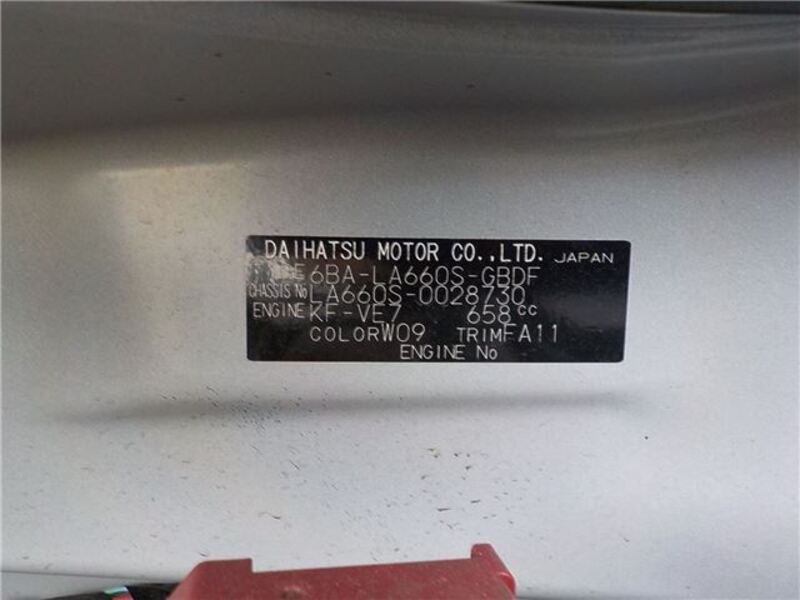 DAIHATSU MOTOR CO.,LTD. JAPAN
6BA-LA660S-GBDF
CHASSIS No LA660S-0028730
ENGINE KF-VE7 658cc
COLOR W09 TRIM FA11
ENGINE No